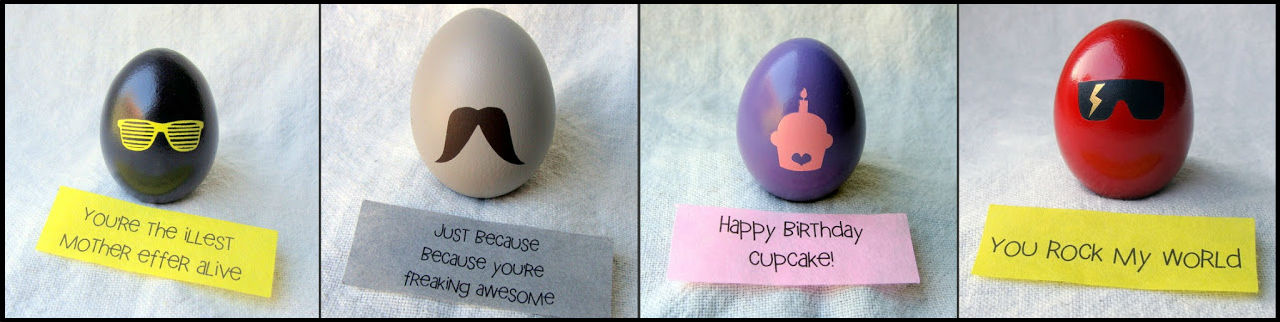 YOU'RE THE iLLEST
MOTHER EFFER ALiVE
JUST BECAUSE
BECAUSE YOU'RE
FREAKiNG AWESOME
HAPPY BiRTHDAY
CUPCAKE!
YOU ROCK MY WORLD